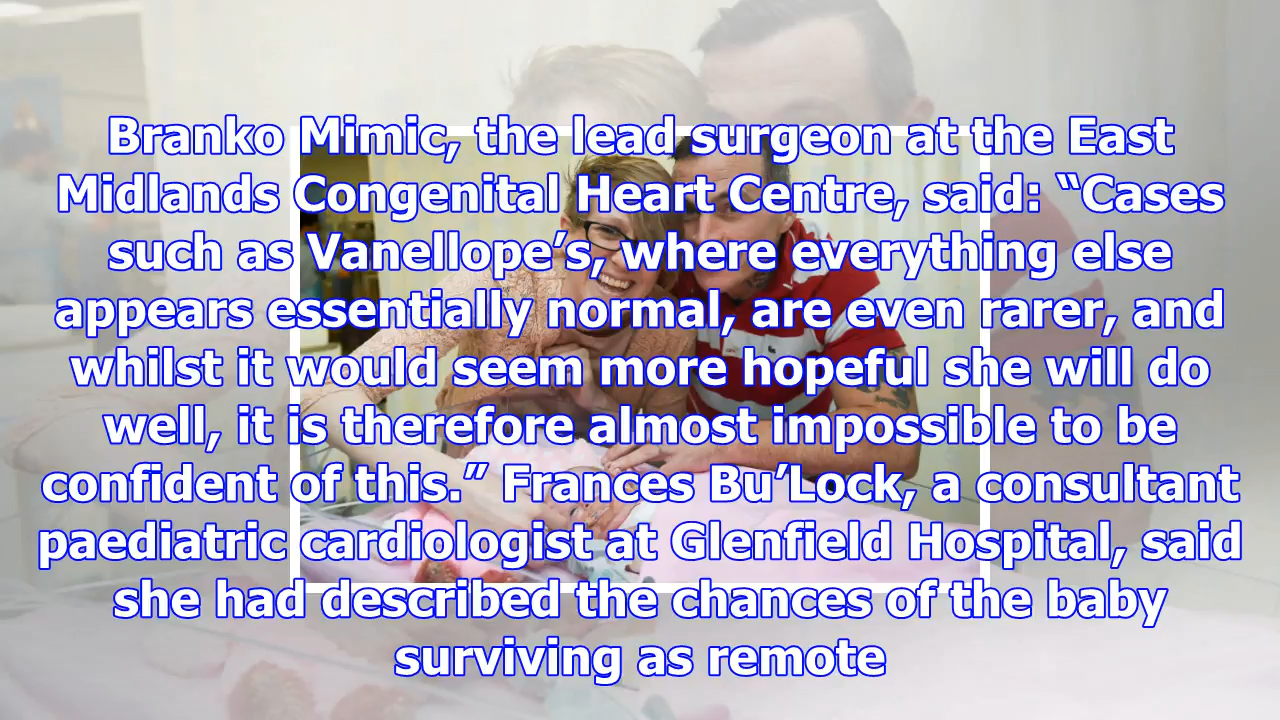 Branko Mimic, the lead surgeon at the East
Midlands Congenital Heart Centre, said: “Cases
such as Vanellope’s, where everything else
appears essentially normal, are even rarer, and
whilst it would seem more hopeful she will do
well, it is therefore almost impossible to be
confident of this.” Frances Bu’Lock, a consultant
paediatric cardiologist at Glenfield Hospital, said
she had described the chances of the baby
surviving as remote